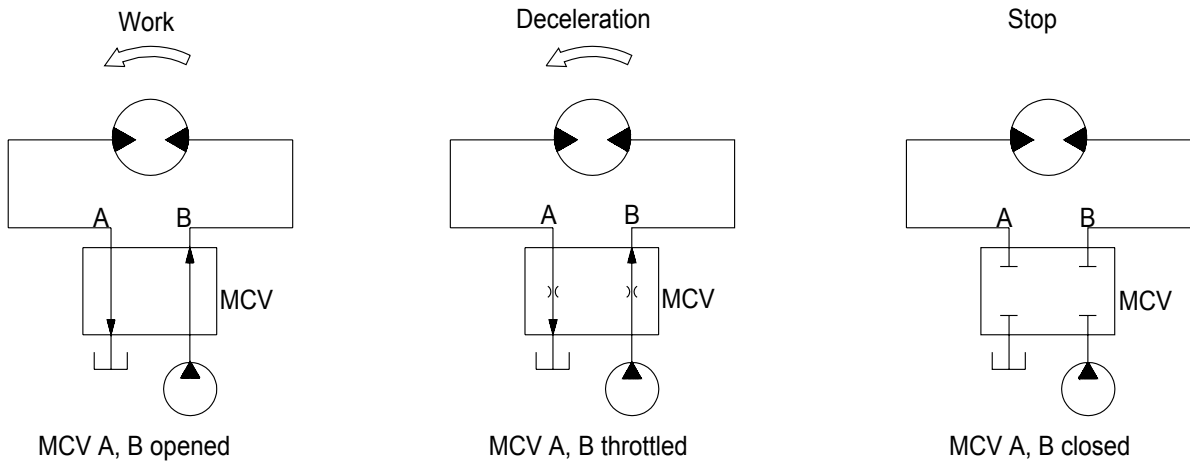 Work
Deceleration
Stop
A B
MCV
A B
MCV
A B
MCV
MCV A, B opened
MCV A, B throttled
MCV A, B closed